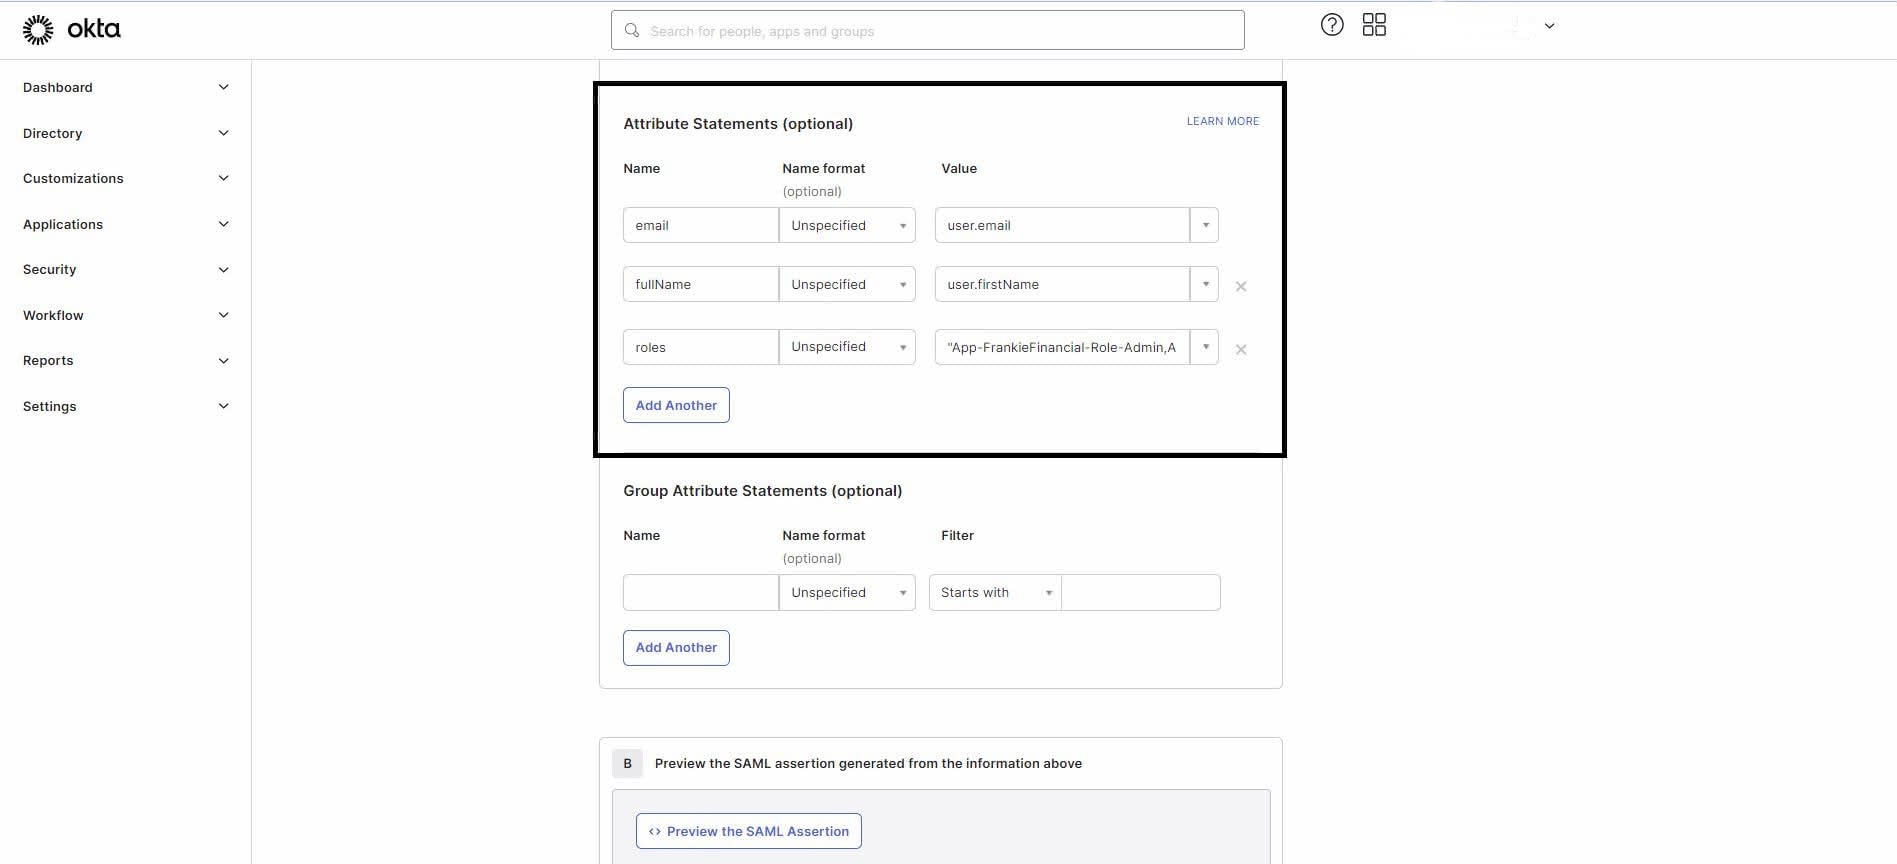 okta
Search for people, apps and groups
Dashboard
Directory
Customizations
Applications
Security
Workflow
Reports
Settings
Attribute Statements (optional)
LEARN MORE
Name Name format Value
(optional)
email Unspecified user.email
fullName Unspecified user.firstName
roles Unspecified "App-FrankieFinancial-Role-Admin,A
Add Another
Group Attribute Statements (optional)
Name Name format Filter
(optional)
Unspecified Starts with
Add Another
B Preview the SAML assertion generated from the information above
<> Preview the SAML Assertion